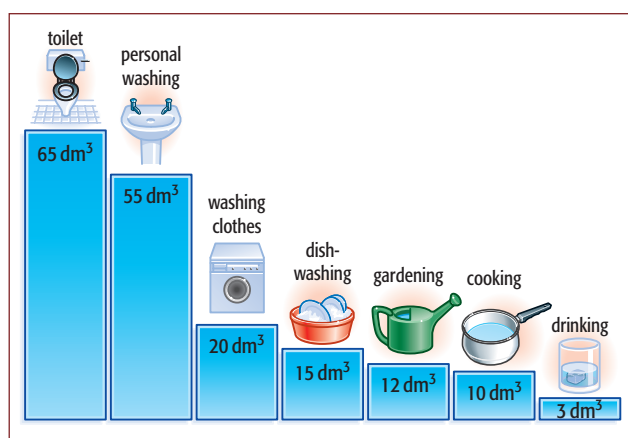 toilet
65 dm³
personal
washing
55 dm³
washing
clothes
20 dm³
dish-
washing
15 dm³
gardening
12 dm³
cooking
10 dm³
drinking
3 dm³